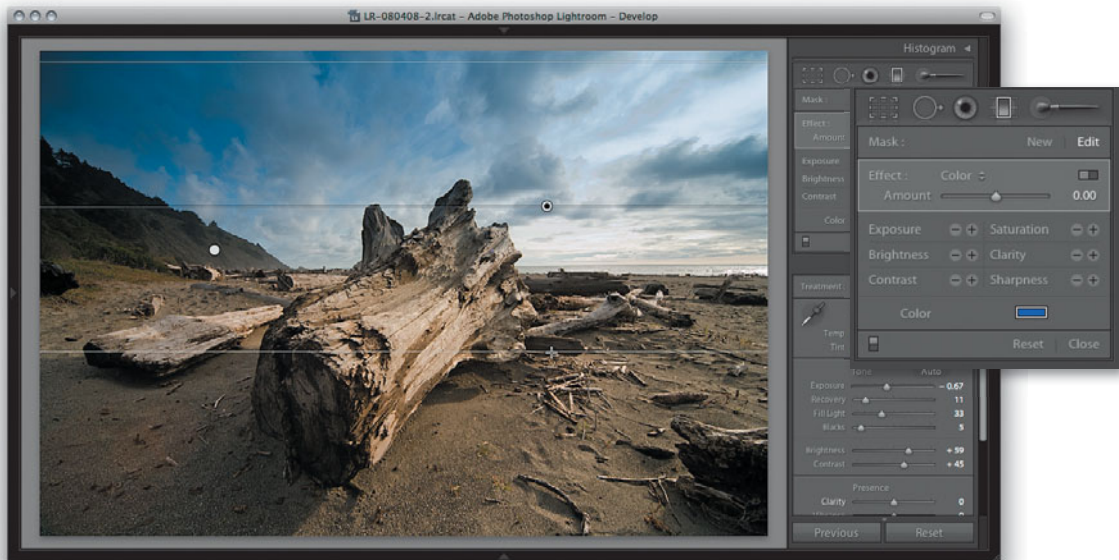 LR-080408-2.lrcat – Adobe Photoshop Lightroom – Develop
Histogram
Mask :
Effect :
Amount
Exposure
Brightness
Contrast
Color
Treatment :
Temp
Tint
Mask : New Edit
Effect : Color
Amount 0.00
Exposure Saturation
Brightness Clarity
Contrast Sharpness
Color
Reset Close
Tone Auto
Exposure – 0.67
Recovery 11
Fill Light 33
Blacks 5
Brightness + 59
Contrast + 45
Presence
Clarity 0
Previous Reset